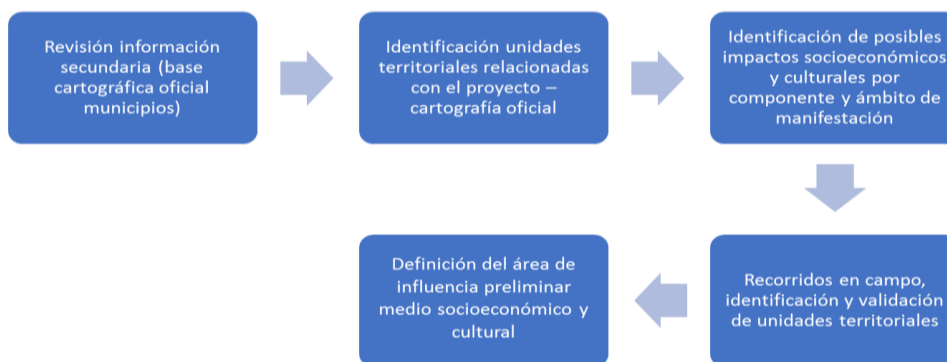 Revisión información
secundaria (base
cartográfica oficial
municipios)
Identificación unidades
territoriales relacionadas
con el proyecto –
cartografía oficial
Identificación de posibles
impactos socioeconómicos
y culturales por
componente y ámbito de
manifestación
Recorridos en campo,
identificación y validación
de unidades territoriales
Definición del área de
influencia preliminar
medio socioeconómico y
cultural